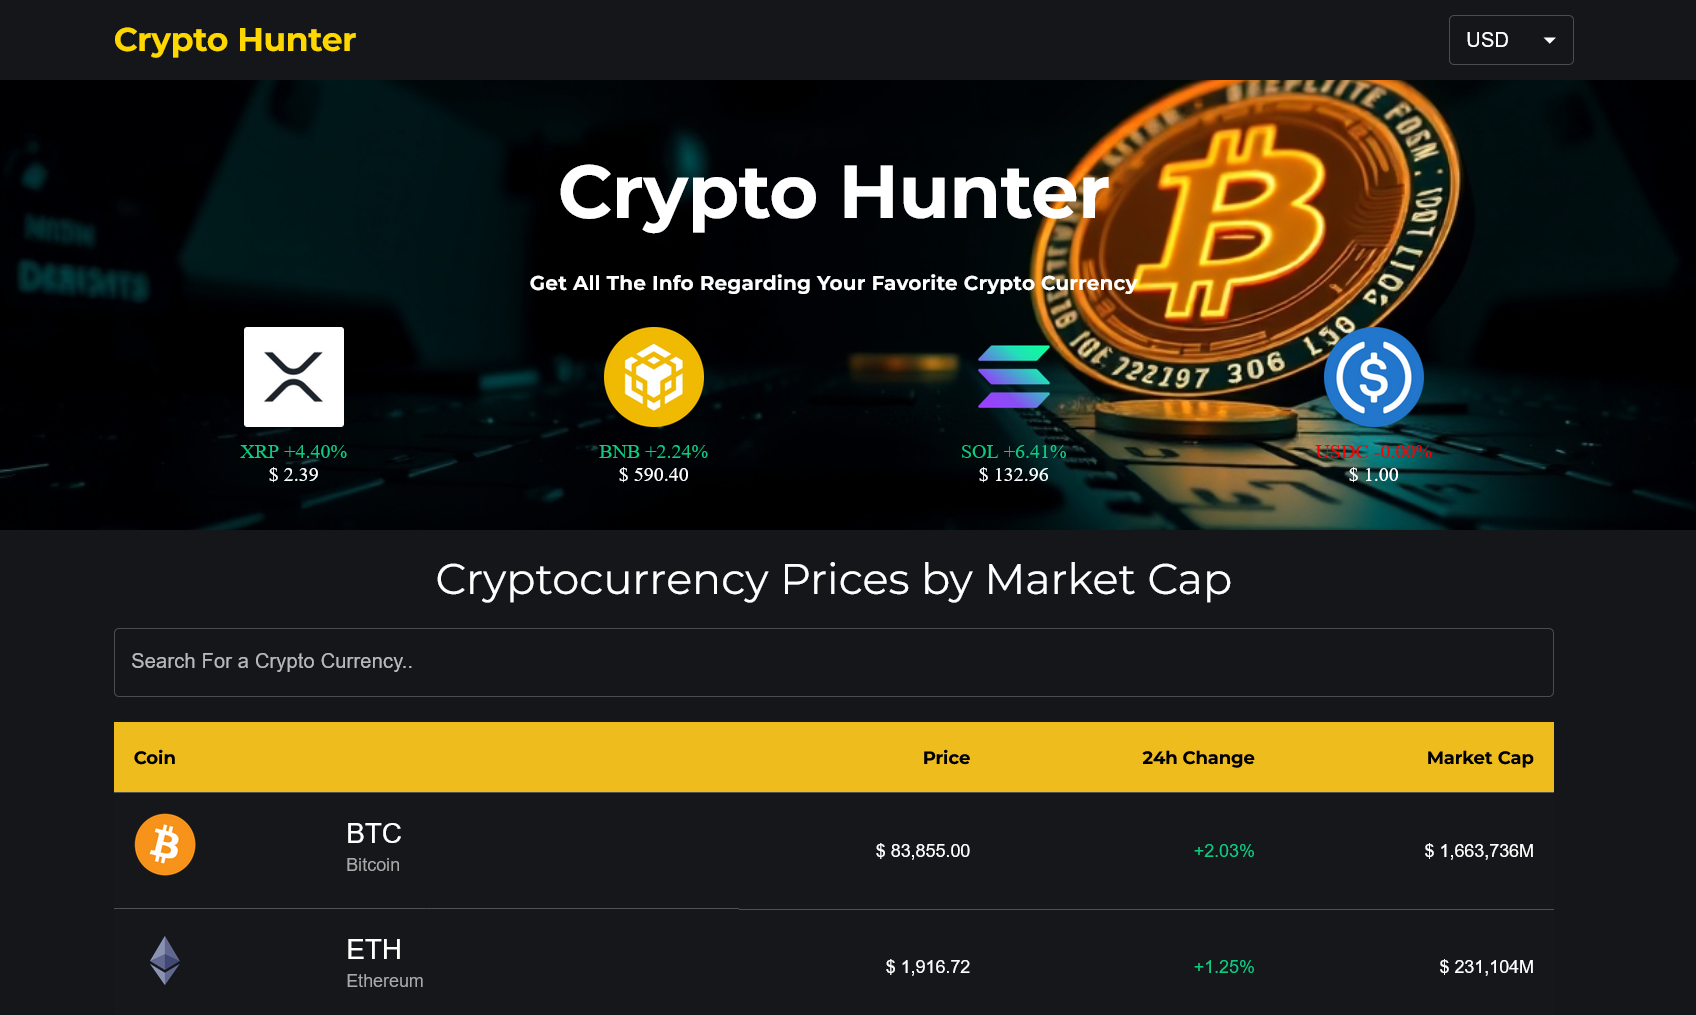 Crypto Hunter
USD
Crypto Hunter
Get All The Info Regarding Your Favorite Crypto Currency
XRP +4.40%
$ 2.39
BNB +2.24%
$ 590.40
SOL +6.41%
$ 132.96
USDC -0.00%
$ 1.00
Cryptocurrency Prices by Market Cap
Search For a Crypto Currency..
Coin Price 24h Change Market Cap
BTC
Bitcoin
$ 83,855.00 +2.03% $ 1,663,736M
ETH
Ethereum
$ 1,916.72 +1.25% $ 231,104M